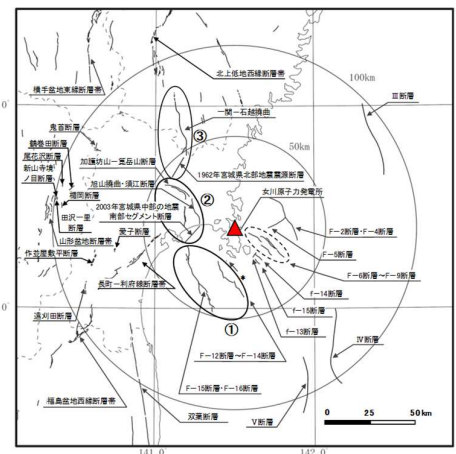 北上低地西縁断層帯
100km
横手盆地東縁断層帯
Ⅲ断層
0°
一関－石越撓曲
鬼首断層
③
50km
鶴巻田断層
尾花沢断層
加護坊山－箟岳山断層
1962年宮城県北部地震震源断層
新山寺境
ノ目断層
旭山撓曲・須江断層
②
女川原子力発電所
福岡断層
2003年宮城県中部の地震
南部セグメント断層
田沢一里
断層
愛子断層
F－2断層・F－4断層
山形盆地断層帯
F－5断層
作並屋敷平断層
F－6断層～F－9断層
長町－利府線断層帯
f－14断層
遠刈田断層
0°
f－15断層
①
f－13断層
Ⅳ断層
F－12断層～F－14断層
F－15断層・F－16断層
福島盆地西縁断層帯
双葉断層
Ⅴ断層
0 25 50km
141.0
142.0